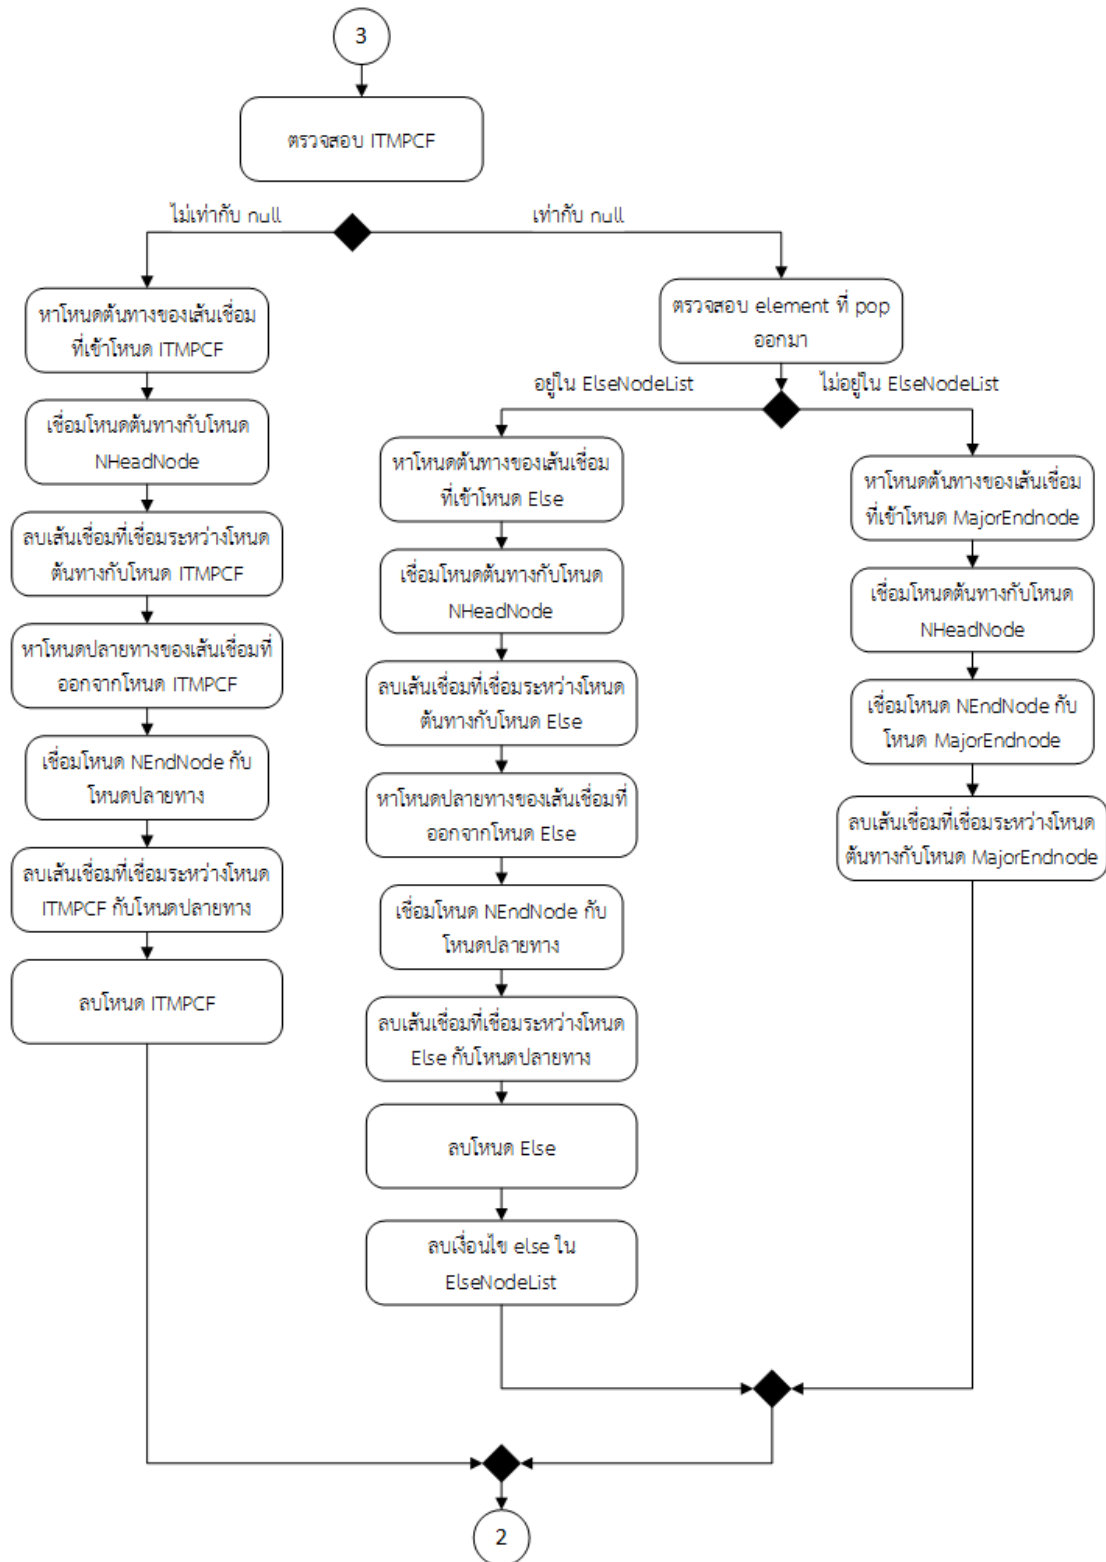 3
ตรวจสอบ ITMPCF
ไม่เท่ากับ null
เท่ากับ null
หาโหนดต้นทางของเส้นเชื่อม
ที่เข้าโหนด ITMPCF
เชื่อมโหนดต้นทางกับโหนด
NHeadNode
ลบเส้นเชื่อมที่เชื่อมระหว่างโหนด
ต้นทางกับโหนด ITMPCF
หาโหนดปลายทางของเส้นเชื่อมที่
ออกจากโหนด ITMPCF
เชื่อมโหนด NEndNode กับ
โหนดปลายทาง
ลบเส้นเชื่อมที่เชื่อมระหว่างโหนด
ITMPCF กับโหนดปลายทาง
ลบโหนด ITMPCF
ตรวจสอบ element ที่ pop
ออกมา
อยู่ใน ElseNodeList
ไม่อยู่ใน ElseNodeList
หาโหนดต้นทางของเส้นเชื่อม
ที่เข้าโหนด Else
เชื่อมโหนดต้นทางกับโหนด
NHeadNode
ลบเส้นเชื่อมที่เชื่อมระหว่างโหนด
ต้นทางกับโหนด Else
หาโหนดปลายทางของเส้นเชื่อมที่
ออกจากโหนด Else
เชื่อมโหนด NEndNode กับ
โหนดปลายทาง
ลบเส้นเชื่อมที่เชื่อมระหว่างโหนด
Else กับโหนดปลายทาง
ลบโหนด Else
ลบเงื่อนไข else ใน
ElseNodeList
หาโหนดต้นทางของเส้นเชื่อม
ที่เข้าโหนด MajorEndnode
เชื่อมโหนดต้นทางกับโหนด
NHeadNode
เชื่อมโหนด NEndNode กับ
โหนด MajorEndnode
ลบเส้นเชื่อมที่เชื่อมระหว่างโหนด
ต้นทางกับโหนด MajorEndnode
2